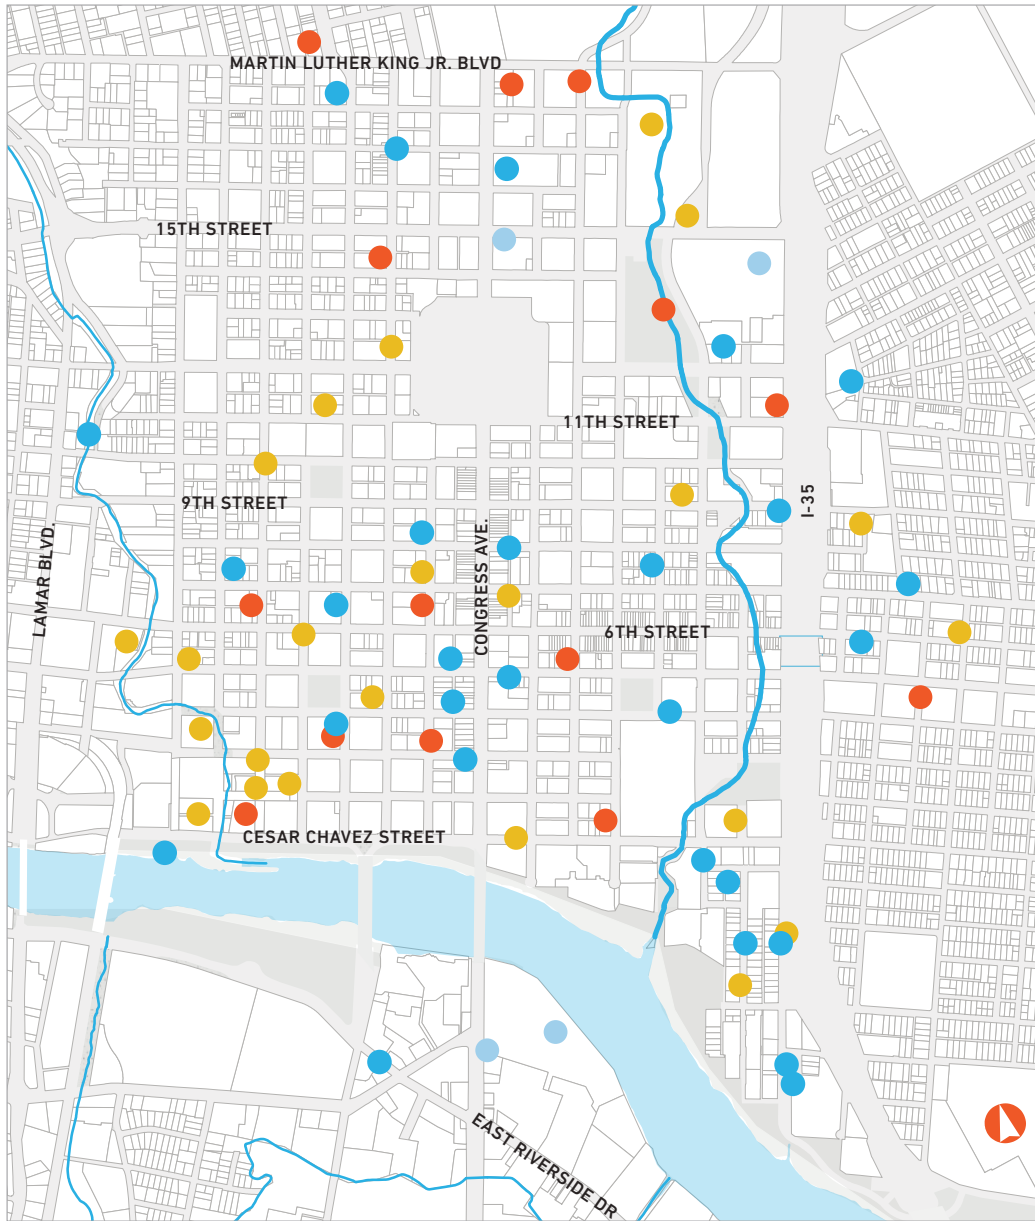 MARTIN LUTHER KING JR. BLVD
15TH STREET
11TH STREET
9TH STREET
I-35
CONGRESS AVE.
LAMAR BLVD.
6TH STREET
CESAR CHAVEZ STREET
EAST RIVERSIDE DR